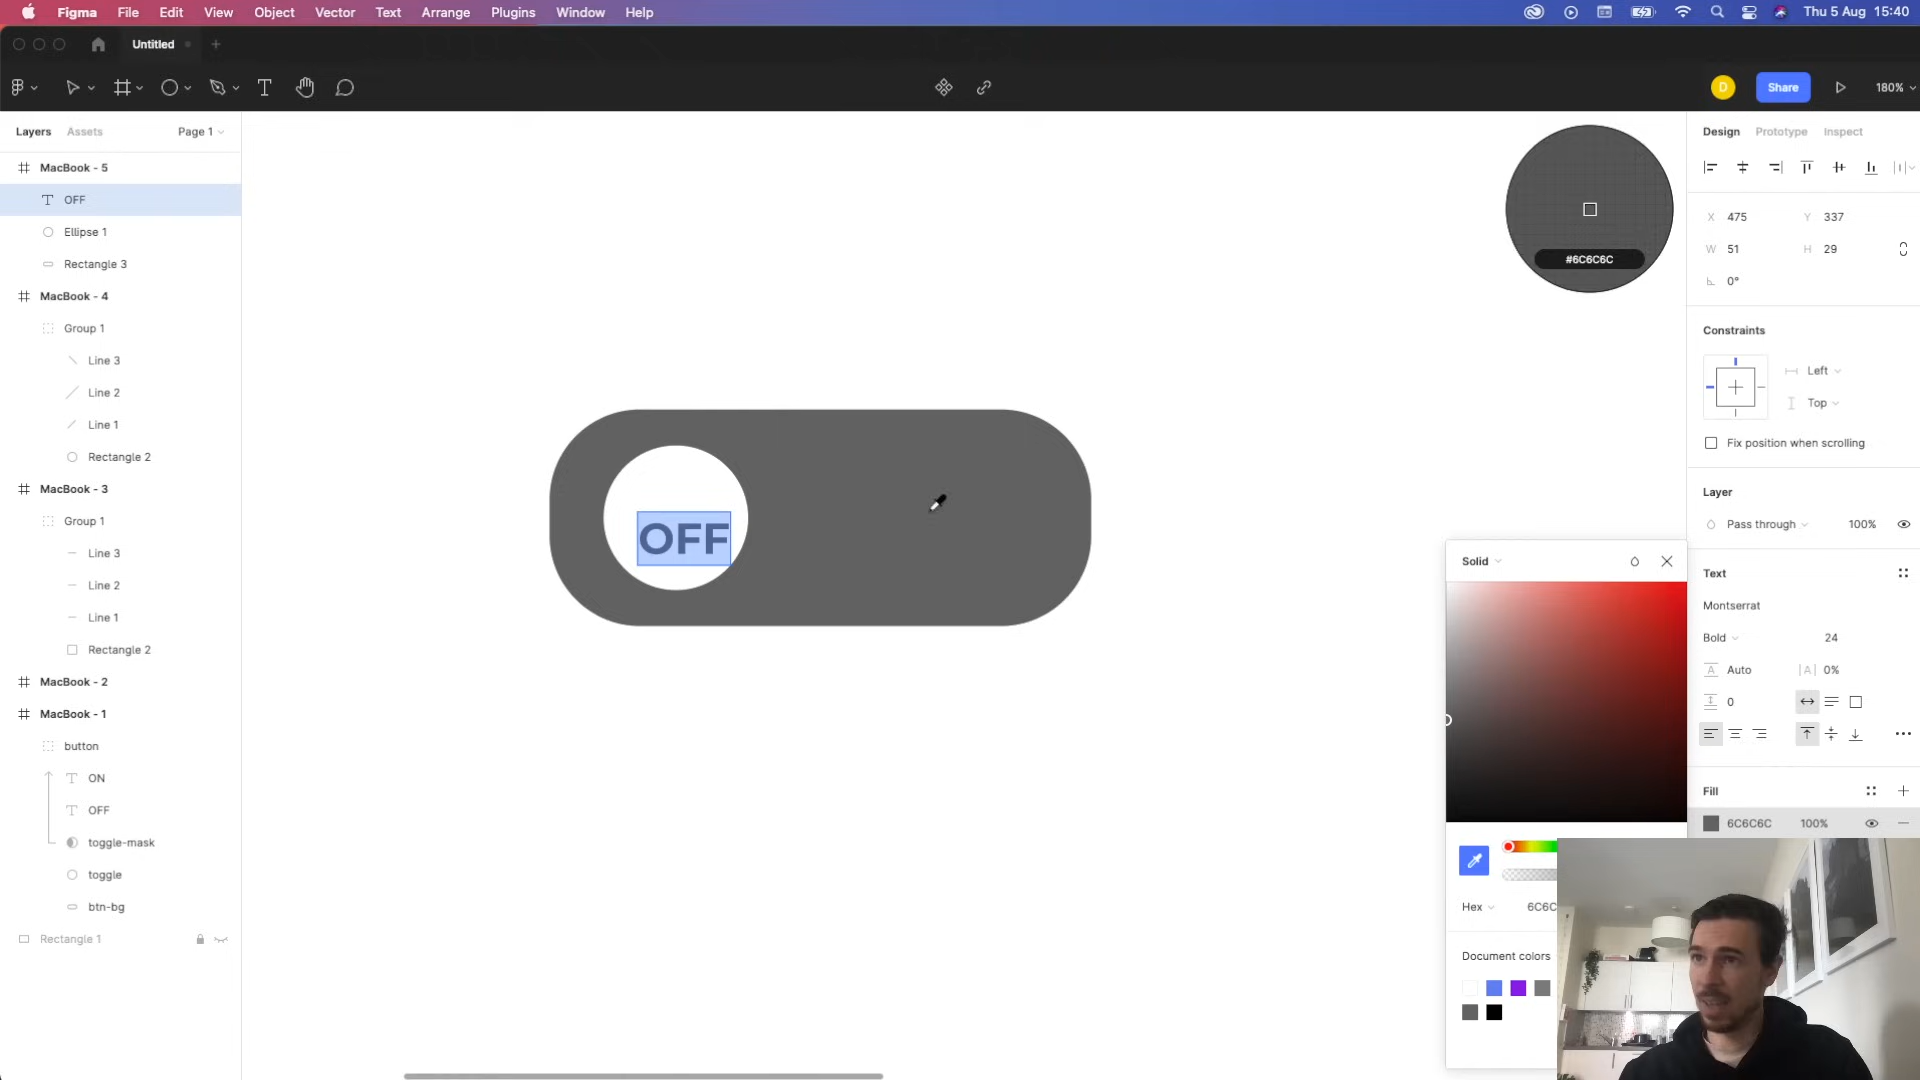 Figma File Edit View Object Vector Text Arrange Plugins Window Help Thu 5 Aug 15:40
Untitled
D Share 180%
Layers Assets Page 1
Design Prototype Inspect
MacBook - 5
OFF
Ellipse 1
Rectangle 3
MacBook - 4
Group 1
Line 3
Line 2
Line 1
Rectangle 2
MacBook - 3
Group 1
Line 3
Line 2
Line 1
Rectangle 2
MacBook - 2
MacBook - 1
button
ON
OFF
toggle-mask
toggle
btn-bg
Rectangle 1
OFF
#6C6C6C
X 475 Y 337
W 51 H 29
0°
Constraints
Left
Top
Fix position when scrolling
Layer
Pass through 100%
Text
Montserrat
Bold 24
A Auto |A| 0%
0
Fill
6C6C6C 100%
Solid
Hex 6C6C
Document colors